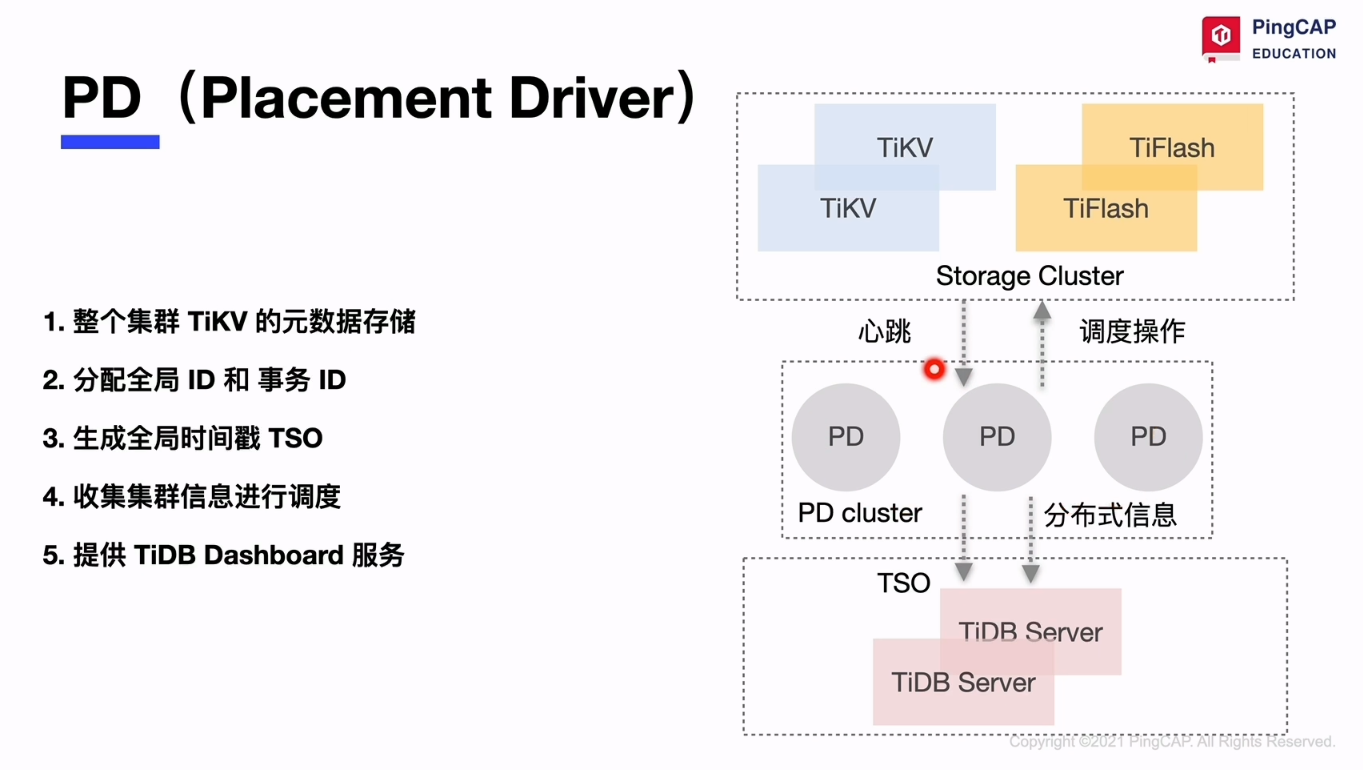 PingCAP
EDUCATION
PD（Placement Driver）
1. 整个集群 TiKV 的元数据存储
2. 分配全局 ID 和 事务 ID
3. 生成全局时间戳 TSO
4. 收集集群信息进行调度
5. 提供 TiDB Dashboard 服务
TiKV
TiKV
TiFlash
TiFlash
Storage Cluster
心跳
调度操作
PD
PD
PD
PD cluster
分布式信息
TSO
TiDB Server
TiDB Server
Copyright ©2021 PingCAP. All Rights Reserved.